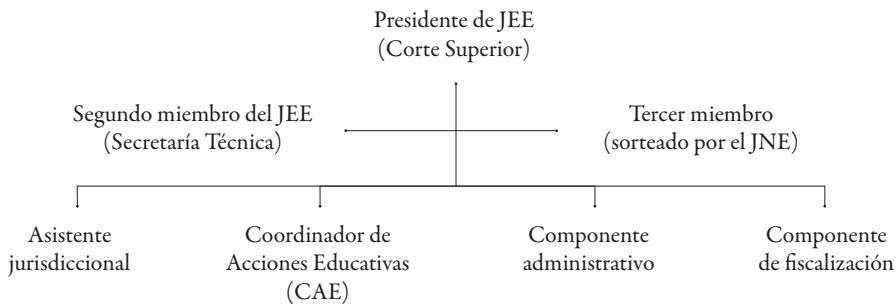 Presidente de JEE
(Corte Superior)
Segundo miembro del JEE
(Secretaría Técnica)
Tercer miembro
(sorteado por el JNE)
Asistente
jurisdiccional
Coordinador de
Acciones Educativas
(CAE)
Componente
administrativo
Componente
de fiscalización